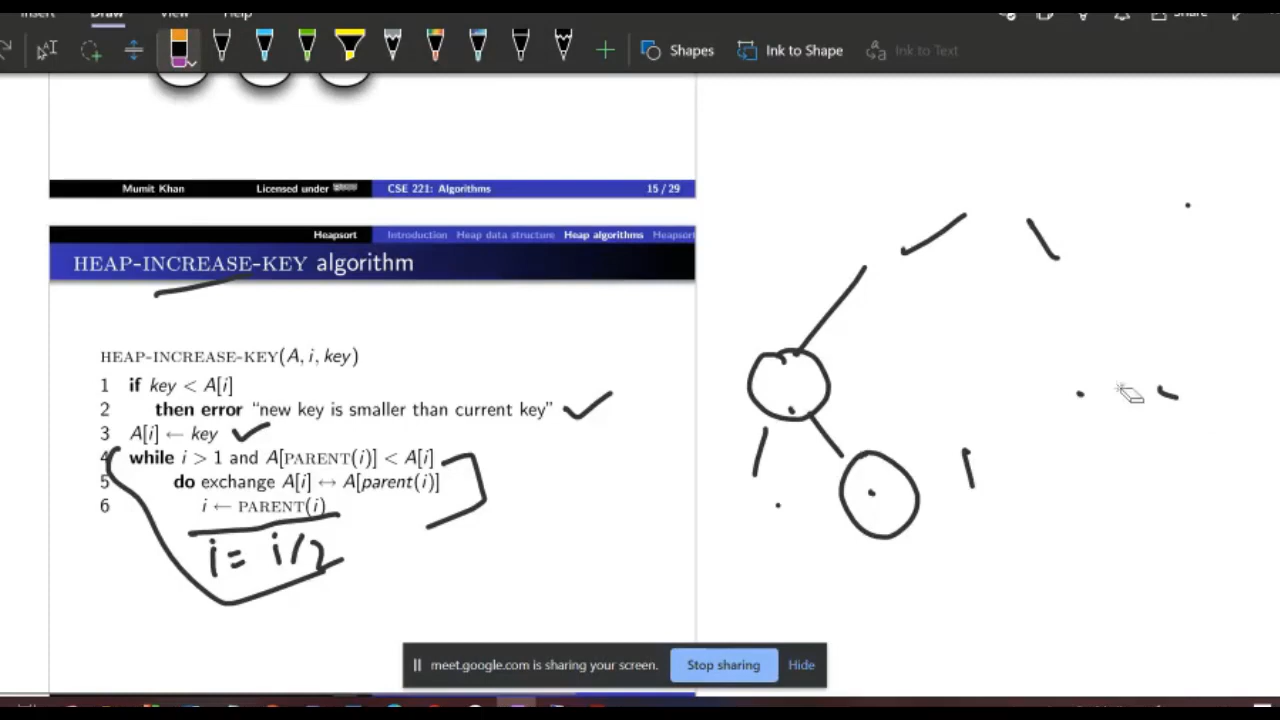 Insert Draw View Help Share
Shapes Ink to Shape Ink to Text
Mumit Khan Licensed under CSE 221: Algorithms 15 / 29
Heapsort Introduction Heap data structure Heap algorithms Heapsort
HEAP-INCREASE-KEY algorithm
HEAP-INCREASE-KEY(A, i, key)
1 if key < A[i]
2 then error “new key is smaller than current key”
3 A[i] ← key
4 while i > 1 and A[PARENT(i)] < A[i]
5 do exchange A[i] ↔ A[parent(i)]
6 i ← PARENT(i)
i = i/2
meet.google.com is sharing your screen. Stop sharing Hide